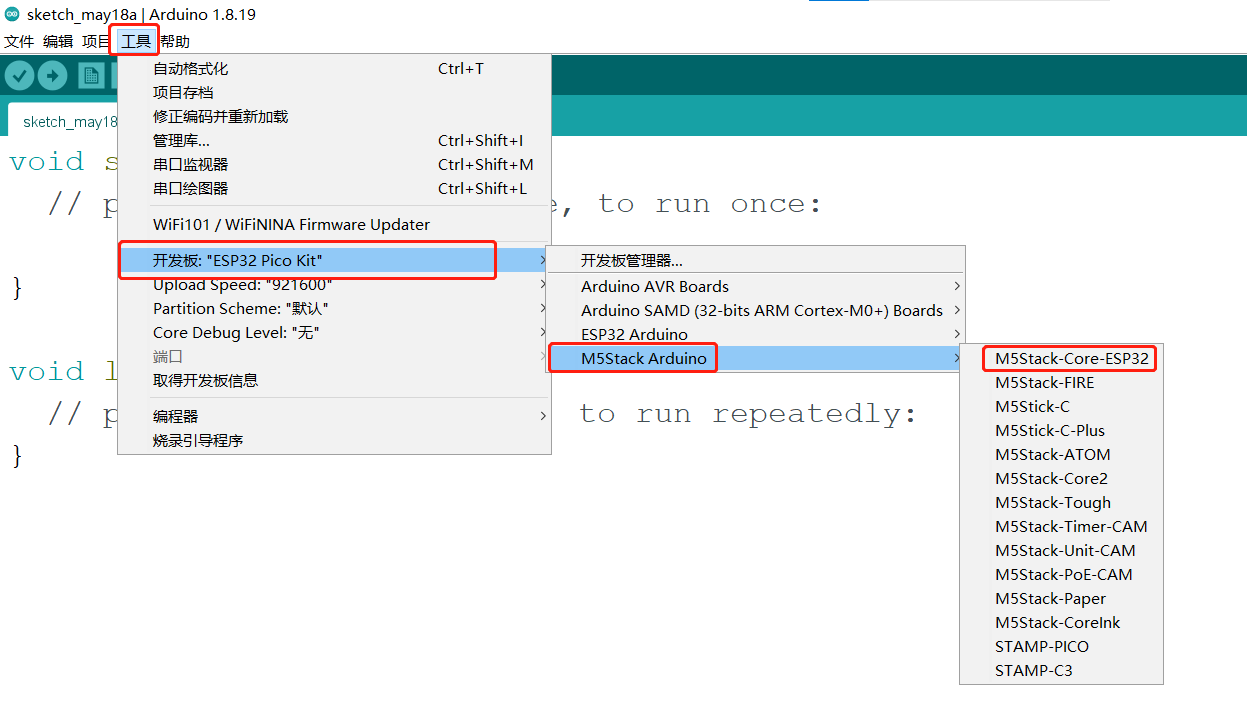 sketch_may18a | Arduino 1.8.19
文件 编辑 项目 工具 帮助
sketch_may18
void s
// p
, to run once:
}
void l
// p
to run repeatedly:
}
自动格式化 Ctrl+T
项目存档
修正编码并重新加载
管理库... Ctrl+Shift+I
串口监视器 Ctrl+Shift+M
串口绘图器 Ctrl+Shift+L
WiFi101 / WiFiNINA Firmware Updater
开发板: "ESP32 Pico Kit"
Upload Speed: "921600"
Partition Scheme: "默认"
Core Debug Level: "无"
端口
取得开发板信息
编程器
烧录引导程序
开发板管理器...
Arduino AVR Boards
Arduino SAMD (32-bits ARM Cortex-M0+) Boards
ESP32 Arduino
M5Stack Arduino
M5Stack-Core-ESP32
M5Stack-FIRE
M5Stick-C
M5Stick-C-Plus
M5Stack-ATOM
M5Stack-Core2
M5Stack-Tough
M5Stack-Timer-CAM
M5Stack-Unit-CAM
M5Stack-PoE-CAM
M5Stack-Paper
M5Stack-CoreInk
STAMP-PICO
STAMP-C3